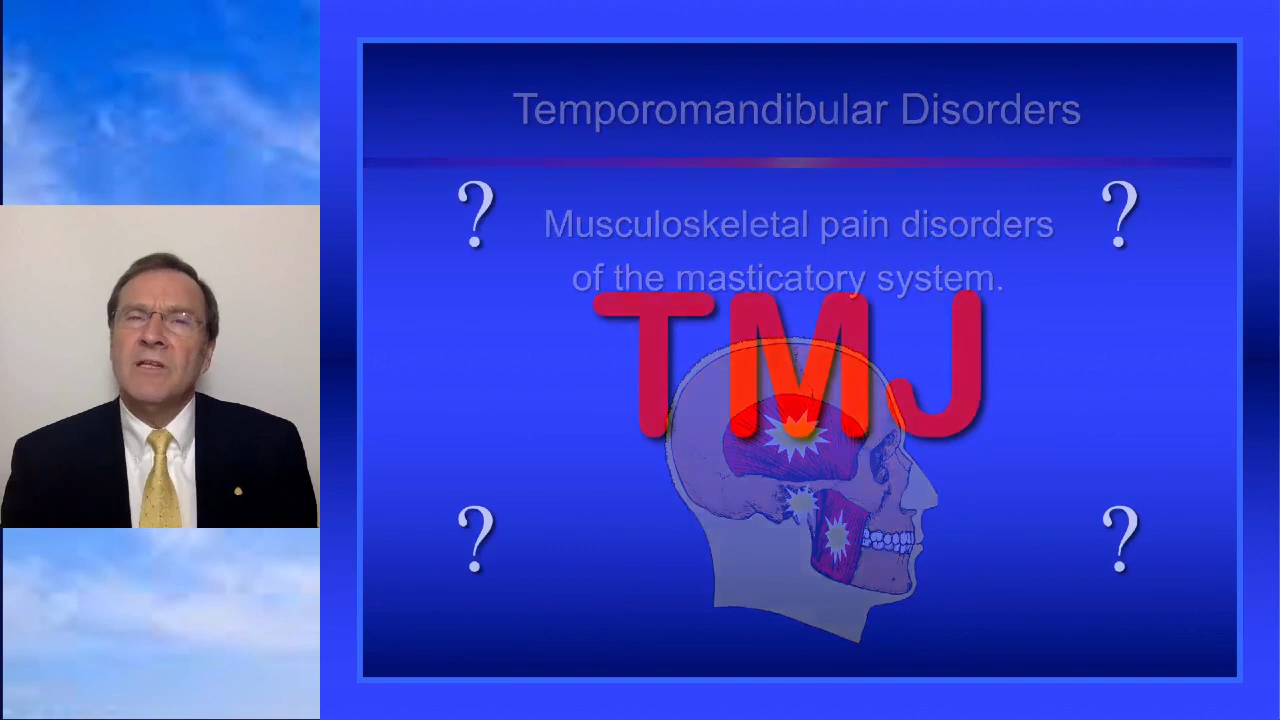 Temporomandibular Disorders
? ?
Musculoskeletal pain disorders
of the masticatory system.
TMJ
? ?